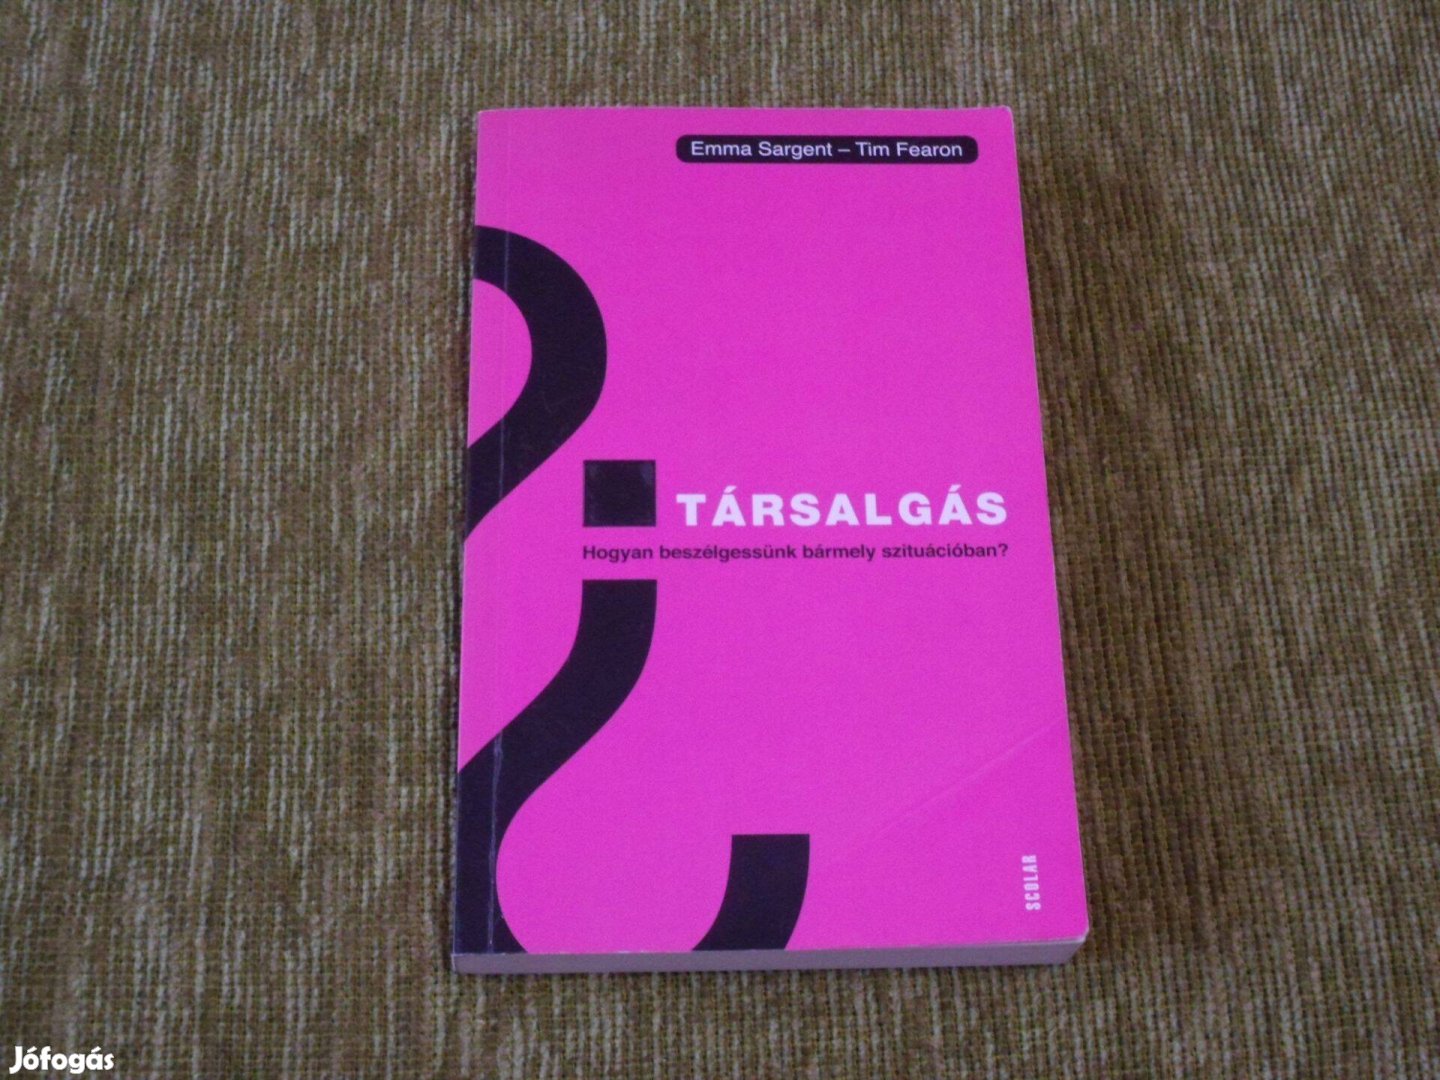 Emma Sargent – Tim Fearon
TÁRSALGÁS
Hogyan beszélgessünk bármely szituációban?
SCOLAR
Jófogás